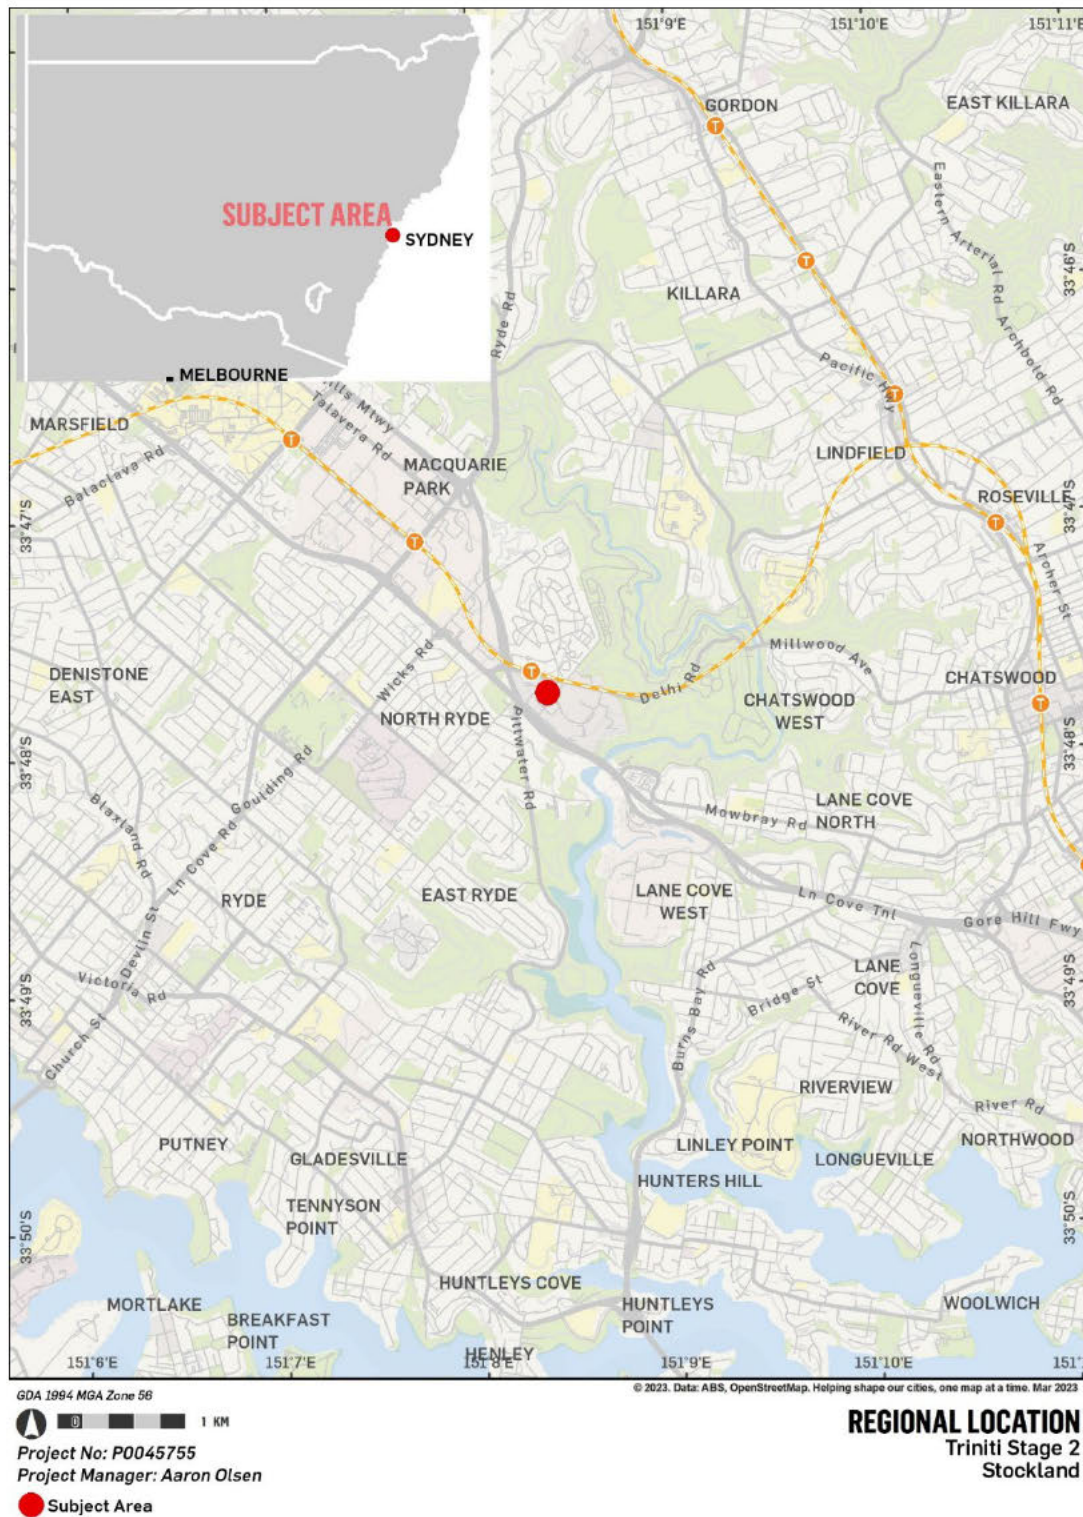 151°9'E
151°10'E
151°11'E
GORDON
EAST KILLARA
SUBJECT AREA
SYDNEY
Eastern Arterial Rd
33°46'S
KILLARA
Ryde Rd
Archbold Rd
Pacific Hwy
MELBOURNE
MARSFIELD
Hills Mtwy
Talavera Rd
LINDFIELD
Balaclava Rd
MACQUARIE
PARK
ROSEVILLE
33°47'S
33°47'S
Archer St
Millwood Ave
DENISTONE
EAST
Wicks Rd
Delhi Rd
CHATSWOOD
CHATSWOOD
WEST
NORTH RYDE
Pittwater Rd
33°48'S
33°48'S
Goulding Rd
Blaxland Rd
Ln Cove Rd
Mowbray Rd
LANE COVE
NORTH
RYDE
EAST RYDE
LANE COVE
WEST
Ln Cove Tnl
Gore Hill Fwy
Devlin St
Victoria Rd
33°49'S
33°49'S
LANE
COVE
Longueville Rd
Burns Bay Rd
Bridge St
River Rd West
Church St
RIVERVIEW
River Rd
PUTNEY
GLADESVILLE
LINLEY POINT
LONGUEVILLE
NORTHWOOD
HUNTERS HILL
TENNYSON
POINT
33°50'S
33°50'S
HUNTLEYS COVE
MORTLAKE
BREAKFAST
POINT
HUNTLEYS
POINT
WOOLWICH
HENLEY
151°6'E
151°7'E
151°8'E
151°9'E
151°10'E
GDA 1994 MGA Zone 56
© 2023. Data: ABS, OpenStreetMap. Helping shape our cities, one map at a time. Mar 2023
0
1 KM
REGIONAL LOCATION
Triniti Stage 2
Stockland
Project No: P0045755
Project Manager: Aaron Olsen
Subject Area